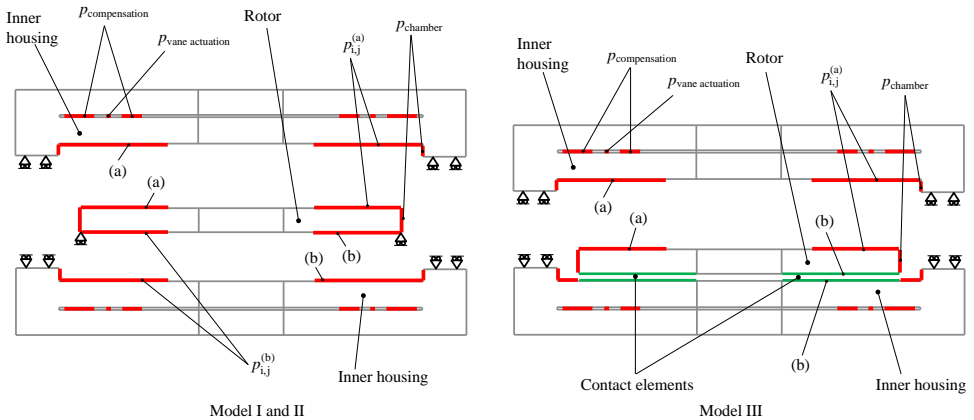 Inner
housing
p_compensation
p_vane actuation
Rotor
p_i,j^(a)
p_chamber
(a)
(a)
(b)
(b)
p_i,j^(b)
Inner housing
Model I and II
Inner
housing
p_compensation
p_vane actuation
Rotor
p_i,j^(a)
p_chamber
(a)
(a)
(b)
(b)
Contact elements
Inner housing
Model III